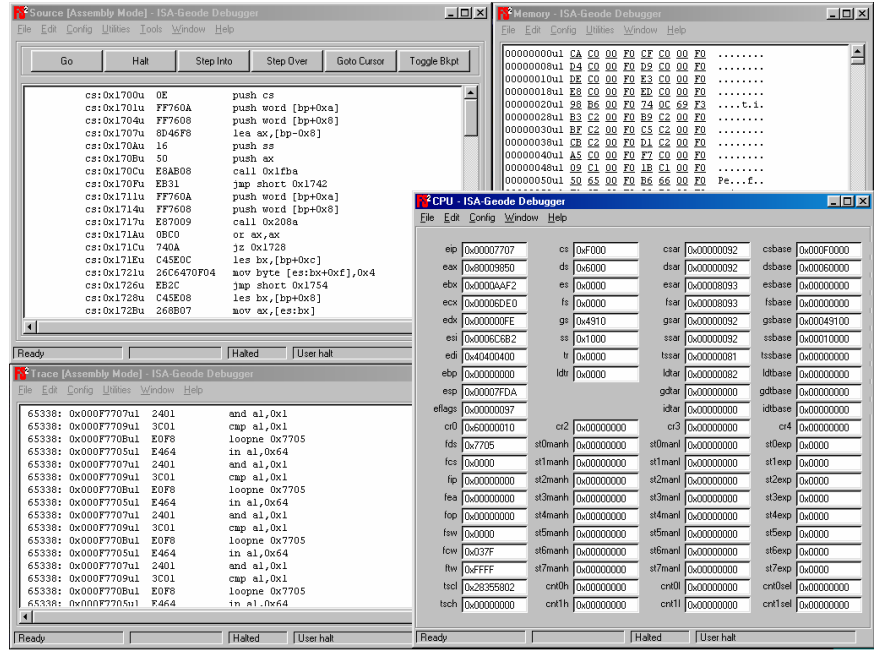 Source [Assembly Mode] - ISA-Geode Debugger
File Edit Config Utilities Tools Window Help
Go Halt Step Into Step Over Goto Cursor Toggle Bkpt
cs:0x1700u 0E push cs
cs:0x1701u FF760A push word [bp+0xa]
cs:0x1704u FF7608 push word [bp+0x8]
cs:0x1707u 8D46F8 lea ax,[bp-0x8]
cs:0x170Au 16 push ss
cs:0x170Bu 50 push ax
cs:0x170Cu E8AB08 call 0x1fba
cs:0x170Fu EB31 jmp short 0x1742
cs:0x1711u FF760A push word [bp+0xa]
cs:0x1714u FF7608 push word [bp+0x8]
cs:0x1717u E87009 call 0x208a
cs:0x171Au 0BC0 or ax,ax
cs:0x171Cu 740A jz 0x1728
cs:0x171Eu C45E0C les bx,[bp+0xc]
cs:0x1721u 26C6470F04 mov byte [es:bx+0xf],0x4
cs:0x1726u EB2C jmp short 0x1754
cs:0x1728u C45E08 les bx,[bp+0x8]
cs:0x172Bu 268B07 mov ax,[es:bx]
Ready Halted User halt
Memory - ISA-Geode Debugger
File Edit Config Utilities Window Help
00000000ul CA C0 00 F0 CF C0 00 F0 ........
00000008ul D4 C0 00 F0 D9 C0 00 F0 ........
00000010ul DE C0 00 F0 E3 C0 00 F0 ........
00000018ul E8 C0 00 F0 ED C0 00 F0 ........
00000020ul 98 B6 00 F0 74 0C 69 F3 ....t.i.
00000028ul B3 C2 00 F0 B9 C2 00 F0 ........
00000030ul BF C2 00 F0 C5 C2 00 F0 ........
00000038ul CB C2 00 F0 D1 C2 00 F0 ........
00000040ul A5 C0 00 F0 F7 C0 00 F0 ........
00000048ul 09 C1 00 F0 1B C1 00 F0 ........
00000050ul 50 65 00 F0 B6 66 00 F0 Pe...f..
Trace [Assembly Mode] - ISA-Geode Debugger
File Edit Config Utilities Window Help
65338: 0x000F7707ul 2401 and al,0x1
65338: 0x000F7709ul 3C01 cmp al,0x1
65338: 0x000F770Bul E0F8 loopne 0x7705
65338: 0x000F7705ul E464 in al,0x64
65338: 0x000F7707ul 2401 and al,0x1
65338: 0x000F7709ul 3C01 cmp al,0x1
65338: 0x000F770Bul E0F8 loopne 0x7705
65338: 0x000F7705ul E464 in al,0x64
65338: 0x000F7707ul 2401 and al,0x1
65338: 0x000F7709ul 3C01 cmp al,0x1
65338: 0x000F770Bul E0F8 loopne 0x7705
65338: 0x000F7705ul E464 in al,0x64
65338: 0x000F7707ul 2401 and al,0x1
65338: 0x000F7709ul 3C01 cmp al,0x1
65338: 0x000F770Bul E0F8 loopne 0x7705
65338: 0x000F7705ul E464 in al,0x64
Ready Halted User halt
CPU - ISA-Geode Debugger
File Edit Config Window Help
eip 0x00007707 cs 0xF000 csar 0x00000092 csbase 0x000F0000
eax 0x80009850 ds 0x6000 dsar 0x00000092 dsbase 0x00060000
ebx 0x0000AAF2 es 0x0000 esar 0x00008093 esbase 0x00000000
ecx 0x00006DE0 fs 0x0000 fsar 0x00008093 fsbase 0x00000000
edx 0x000000FE gs 0x4910 gsar 0x00000092 gsbase 0x00049100
esi 0x0006C6B2 ss 0x1000 ssar 0x00000092 ssbase 0x00010000
edi 0x40400400 tr 0x0000 tssar 0x00000081 tssbase 0x00000000
ebp 0x00000000 ldtr 0x0000 ldtar 0x00000082 ldtbase 0x00000000
esp 0x00007FDA gdtar 0x00000000 gdtbase 0x00000000
eflags 0x00000097 idtar 0x00000000 idtbase 0x00000000
cr0 0x60000010 cr2 0x00000000 cr3 0x00000000 cr4 0x00000000
fds 0x7705 st0manh 0x00000000 st0manl 0x00000000 st0exp 0x0000
fcs 0x0000 st1manh 0x00000000 st1manl 0x00000000 st1exp 0x0000
fip 0x00000000 st2manh 0x00000000 st2manl 0x00000000 st2exp 0x0000
fea 0x00000000 st3manh 0x00000000 st3manl 0x00000000 st3exp 0x0000
fop 0x00000000 st4manh 0x00000000 st4manl 0x00000000 st4exp 0x0000
fsw 0x0000 st5manh 0x00000000 st5manl 0x00000000 st5exp 0x0000
fcw 0x037F st6manh 0x00000000 st6manl 0x00000000 st6exp 0x0000
ftw 0xFFFF st7manh 0x00000000 st7manl 0x00000000 st7exp 0x0000
tscl 0x28355802 cnt0h 0x00000000 cnt0l 0x00000000 cnt0sel 0x00000000
tsch 0x00000000 cnt1h 0x00000000 cnt1l 0x00000000 cnt1sel 0x00000000
Ready Halted User halt